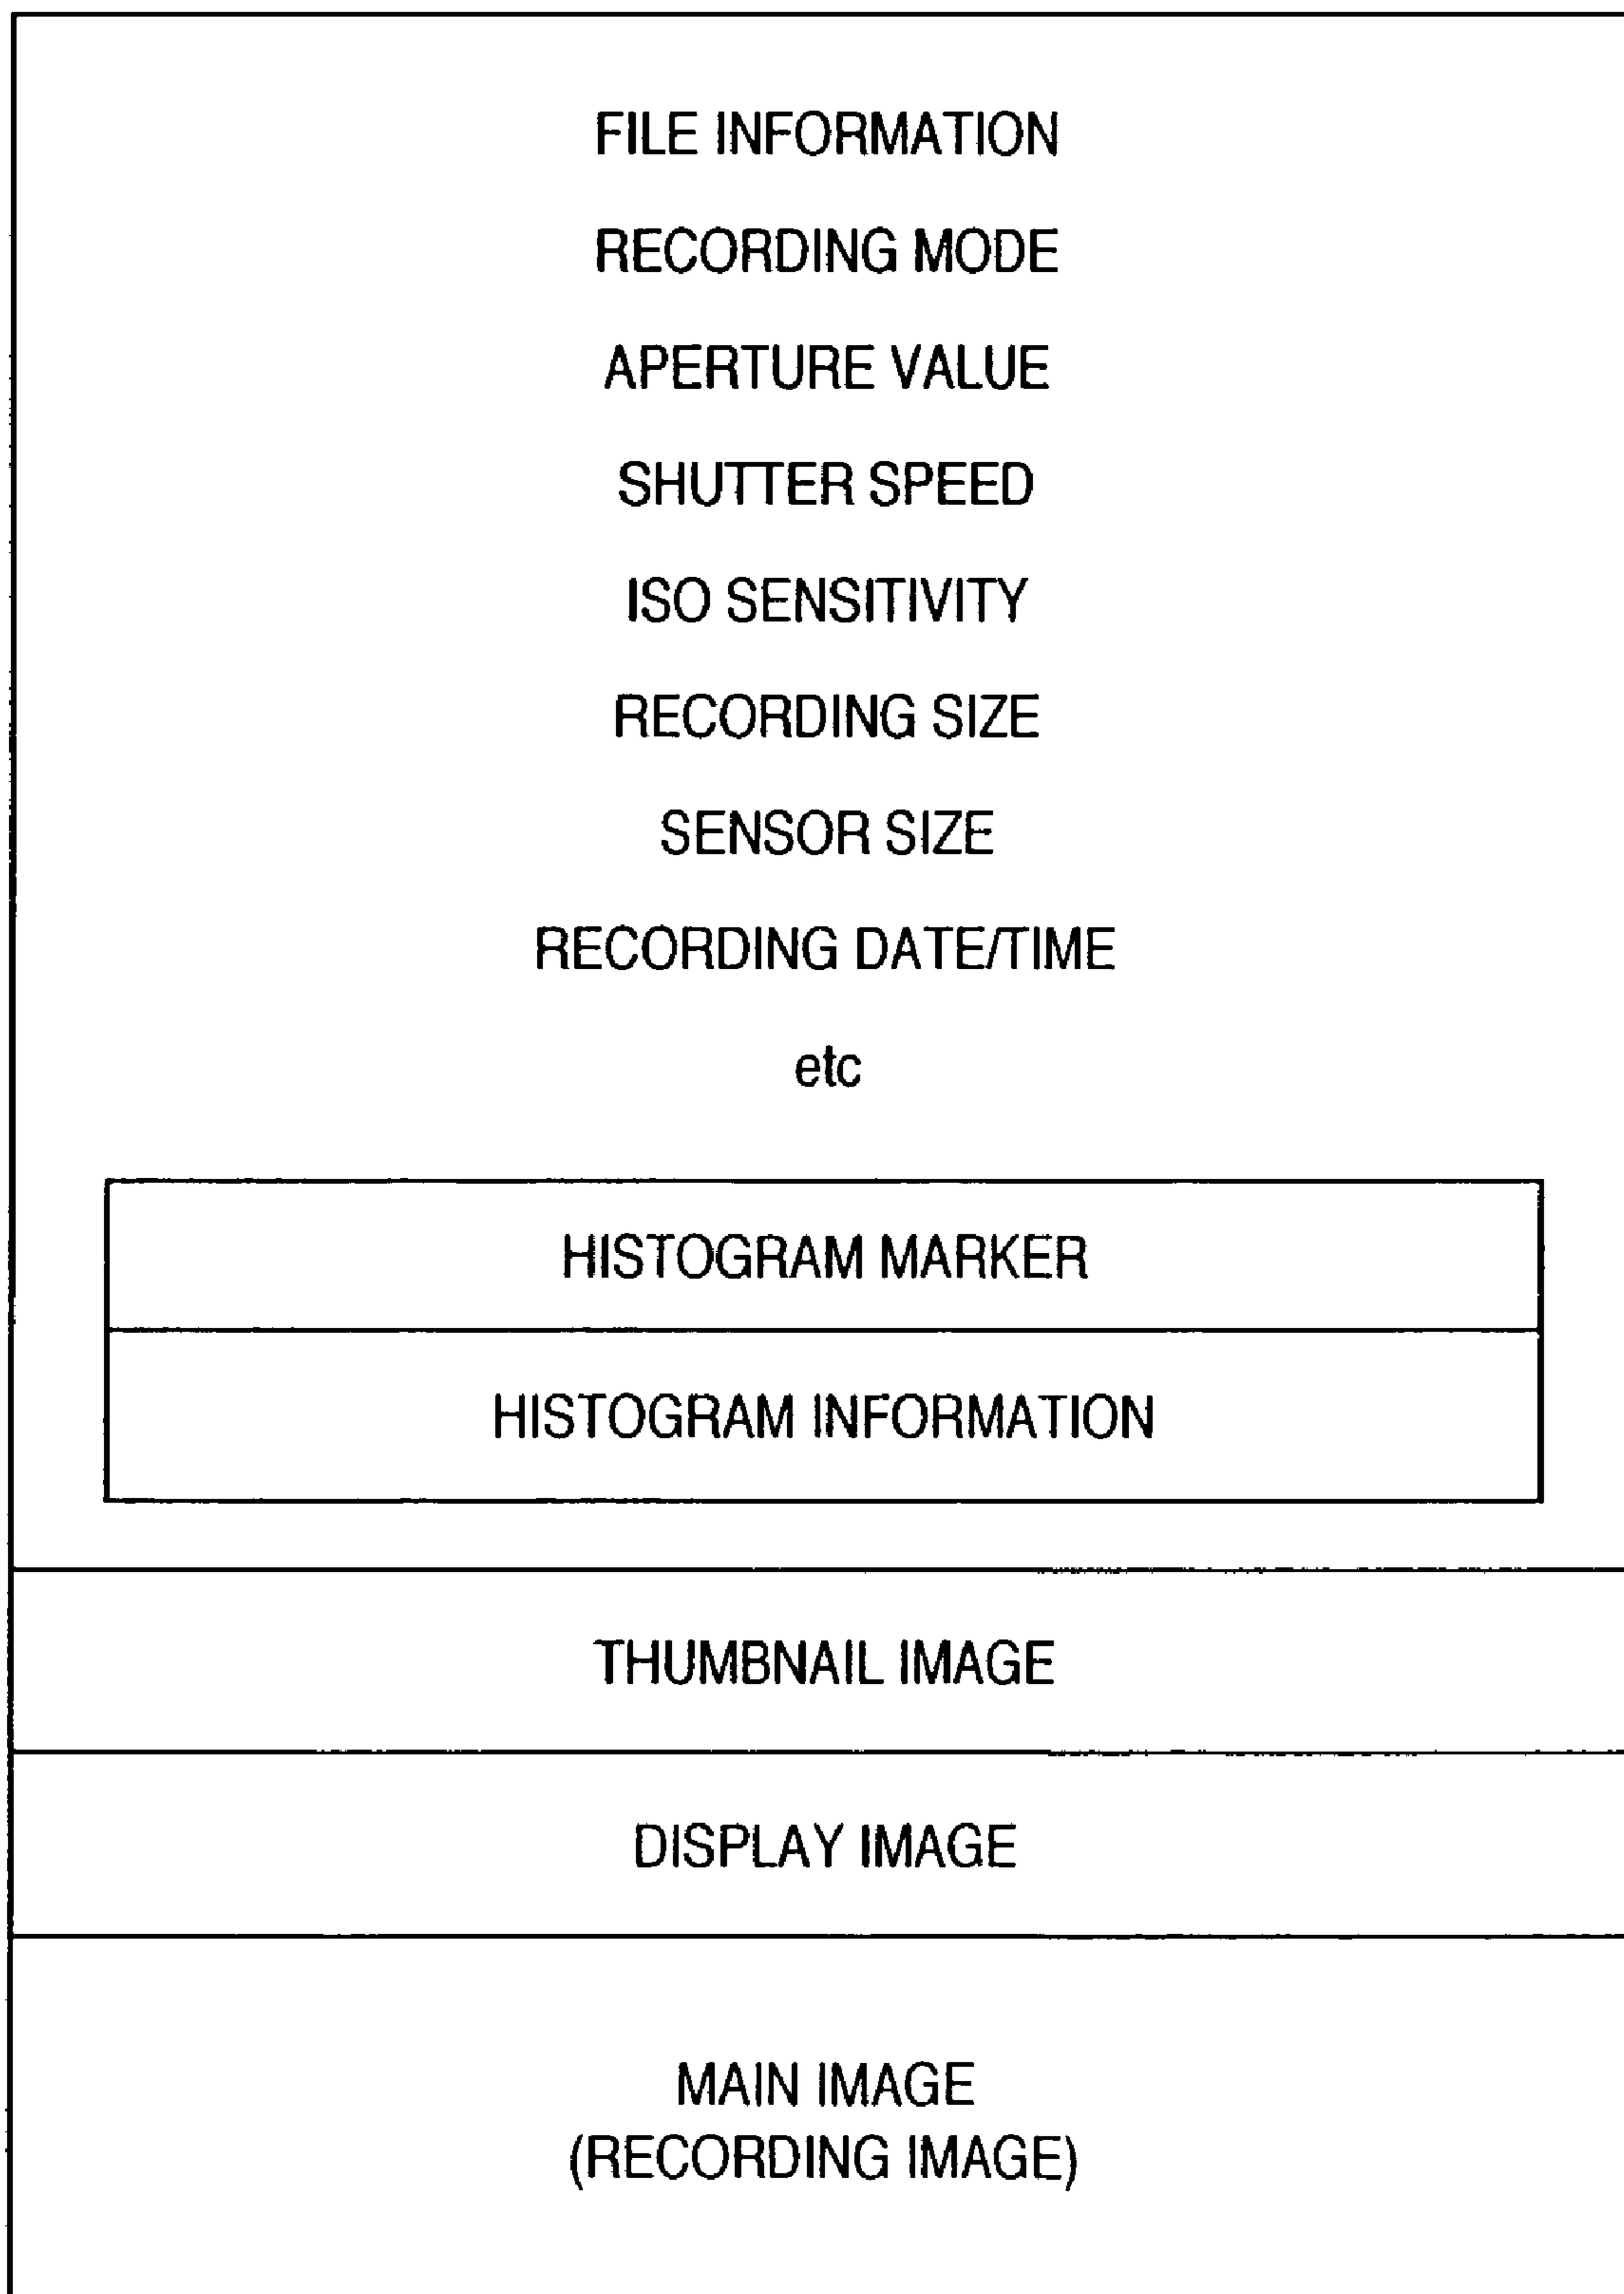 FILE INFORMATION
RECORDING MODE
APERTURE VALUE
SHUTTER SPEED
ISO SENSITIVITY
RECORDING SIZE
SENSOR SIZE
RECORDING DATE/TIME
etc
HISTOGRAM MARKER
HISTOGRAM INFORMATION
THUMBNAIL IMAGE
DISPLAY IMAGE
MAIN IMAGE
(RECORDING IMAGE)